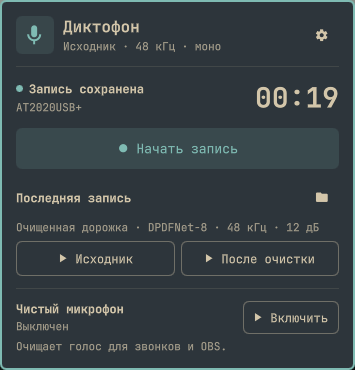 Диктофон
Исходник · 48 кГц · моно
Запись сохранена
00:19
AT2020USB+
Начать запись
Последняя запись
Очищенная дорожка · DPDFNet-8 · 48 кГц · 12 дБ
Исходник
После очистки
Чистый микрофон
Выключен
Включить
Очищает голос для звонков и OBS.